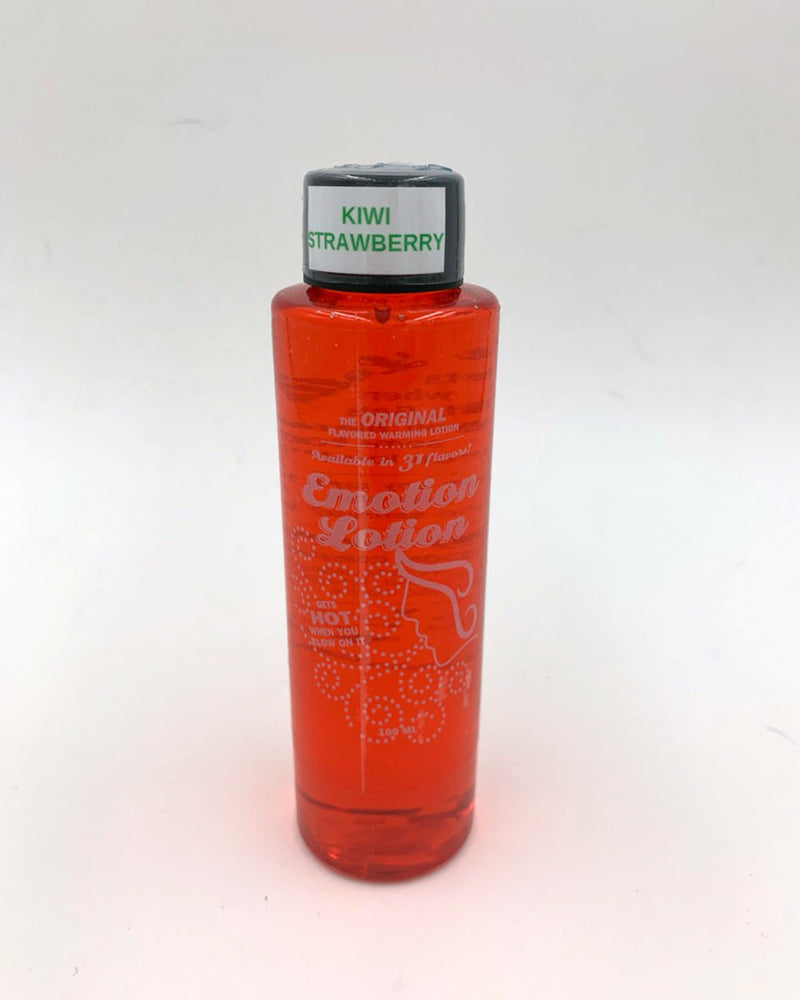 KIWI
STRAWBERRY
THE ORIGINAL
FLAVORED WARMING LOTION
Available in 31 flavors!
Emotion
Lotion
GETS
HOT
WHEN YOU
BLOW ON IT
100 ML